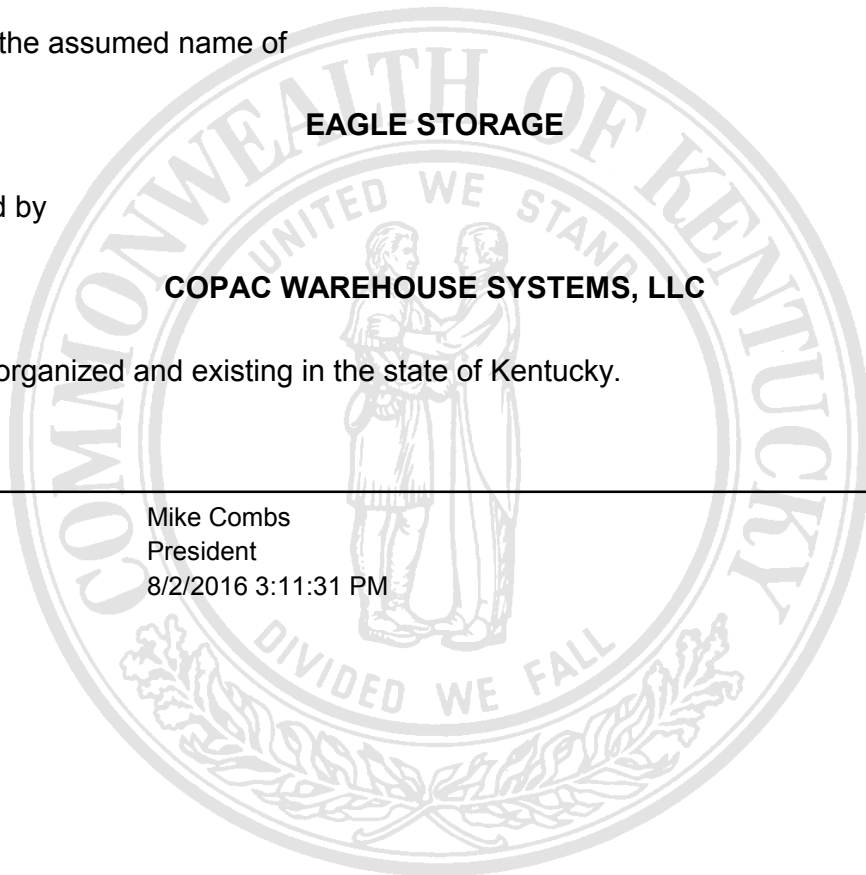 the assumed name of
EAGLE STORAGE
d by
COPAC WAREHOUSE SYSTEMS, LLC
organized and existing in the state of Kentucky.
Mike Combs
President
8/2/2016 3:11:31 PM
COMMONWEALTH OF KENTUCKY
UNITED WE STAND
DIVIDED WE FALL